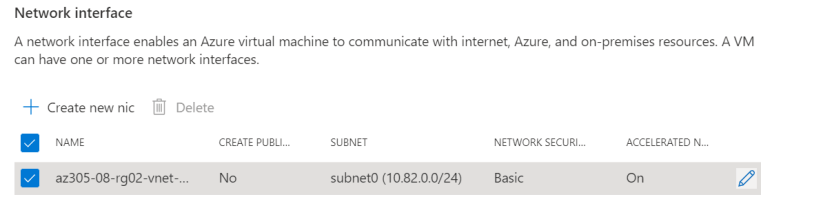 Network interface
A network interface enables an Azure virtual machine to communicate with internet, Azure, and on-premises resources. A VM
can have one or more network interfaces.
Create new nic Delete
NAME CREATE PUBLI... SUBNET NETWORK SECURI... ACCELERATED N...
az305-08-rg02-vnet-... No subnet0 (10.82.0.0/24) Basic On